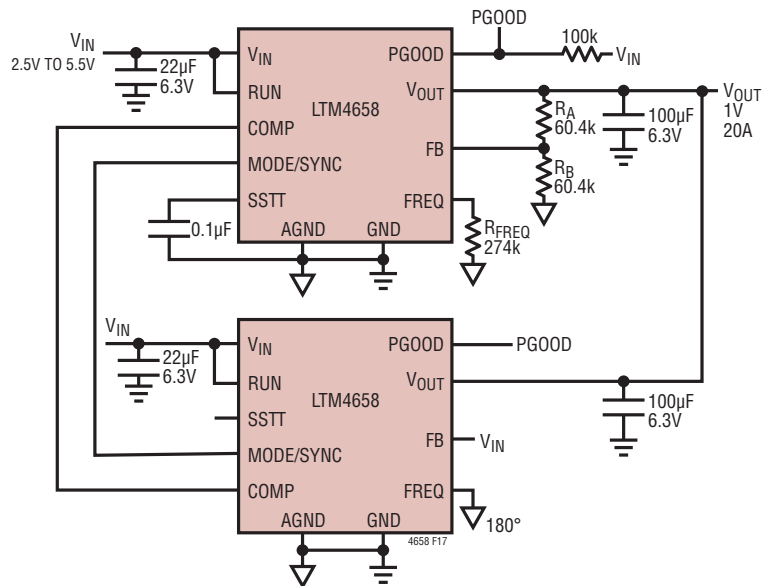 PGOOD
V_IN
2.5V TO 5.5V
22µF
6.3V
V_IN
RUN
COMP
MODE/SYNC
SSTT
0.1µF
LTM4658
AGND
GND
PGOOD
V_OUT
FB
FREQ
100k
V_IN
R_A
60.4k
R_B
60.4k
R_FREQ
274k
100µF
6.3V
V_OUT
1V
20A
V_IN
22µF
6.3V
V_IN
RUN
SSTT
MODE/SYNC
COMP
LTM4658
AGND
GND
PGOOD
V_OUT
FB
FREQ
PGOOD
V_IN
180°
100µF
6.3V
4658 F17